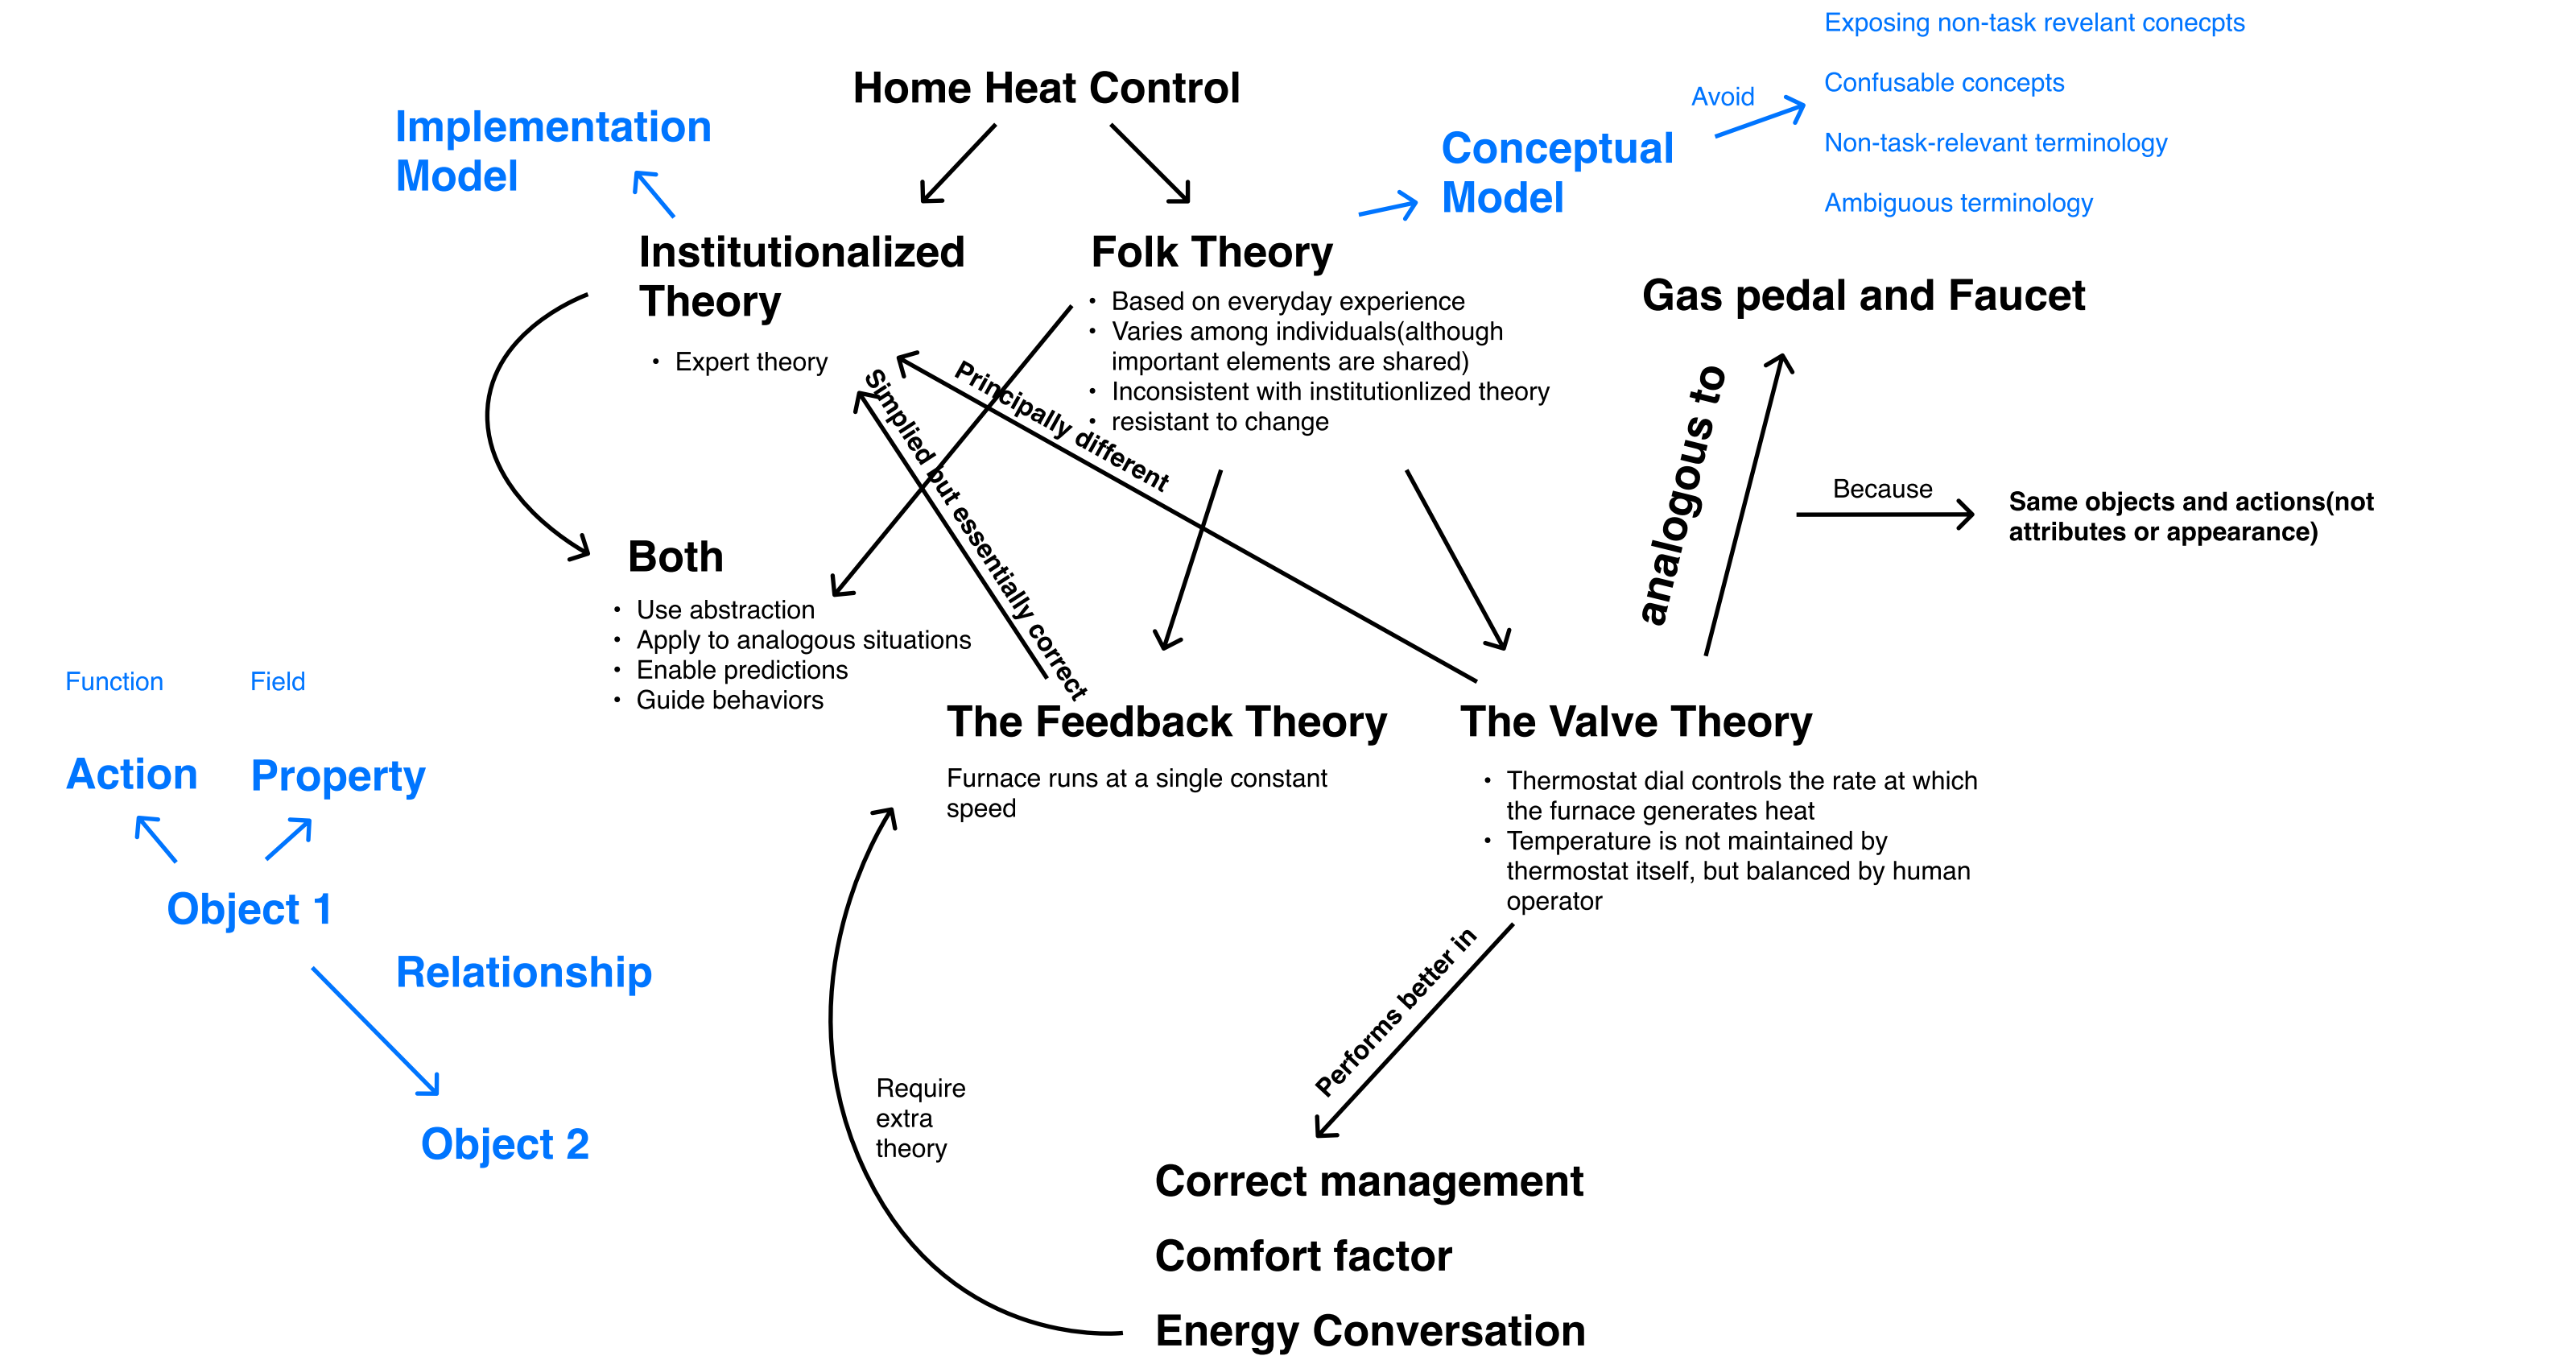 Exposing non-task revelant conecpts
Home Heat Control
Avoid
Confusable concepts
Implementation
Model
Conceptual
Model
Non-task-relevant terminology
Ambiguous terminology
Institutionalized
Theory
• Expert theory
Folk Theory
• Based on everyday experience
• Varies among individuals(although
important elements are shared)
• Inconsistent with institutionlized theory
• resistant to change
Gas pedal and Faucet
Principally different
Simplied but essentially correct
analogous to
Because
Same objects and actions(not
attributes or appearance)
Both
• Use abstraction
• Apply to analogous situations
• Enable predictions
• Guide behaviors
Function
Field
Action
Property
Object 1
Relationship
Object 2
The Feedback Theory
Furnace runs at a single constant
speed
The Valve Theory
• Thermostat dial controls the rate at which
the furnace generates heat
• Temperature is not maintained by
thermostat itself, but balanced by human
operator
Performs better in
Require
extra
theory
Correct management
Comfort factor
Energy Conversation